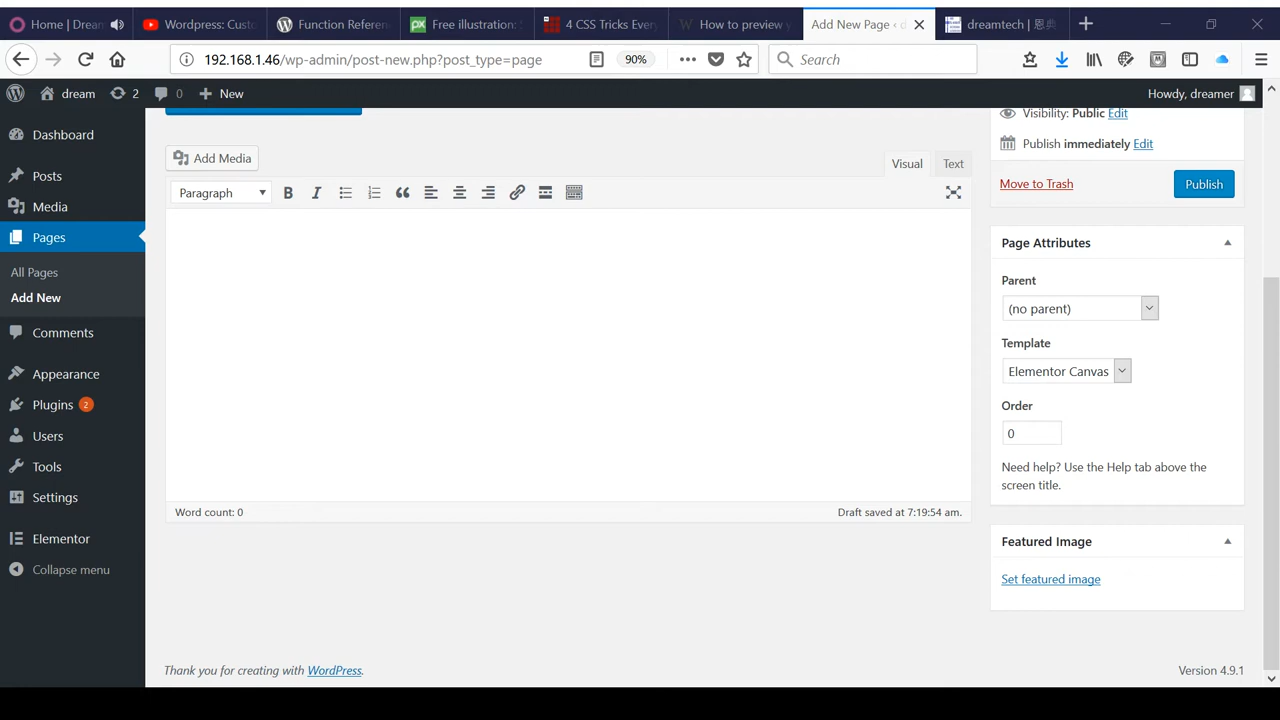 Home | Dream
Wordpress: Custo
Function Referen
Free illustration:
4 CSS Tricks Every
How to preview y
Add New Page ‹ d
dreamtech | 恩典
192.168.1.46/wp-admin/post-new.php?post_type=page
90%
Search
dream
2
0
New
Howdy, dreamer
Dashboard
Posts
Media
Pages
All Pages
Add New
Comments
Appearance
Plugins 2
Users
Tools
Settings
Elementor
Collapse menu
Add Media
Visual
Text
Paragraph
B
I
Word count: 0
Draft saved at 7:19:54 am.
Visibility: Public Edit
Publish immediately Edit
Move to Trash
Publish
Page Attributes
Parent
(no parent)
Template
Elementor Canvas
Order
0
Need help? Use the Help tab above the
screen title.
Featured Image
Set featured image
Thank you for creating with WordPress.
Version 4.9.1